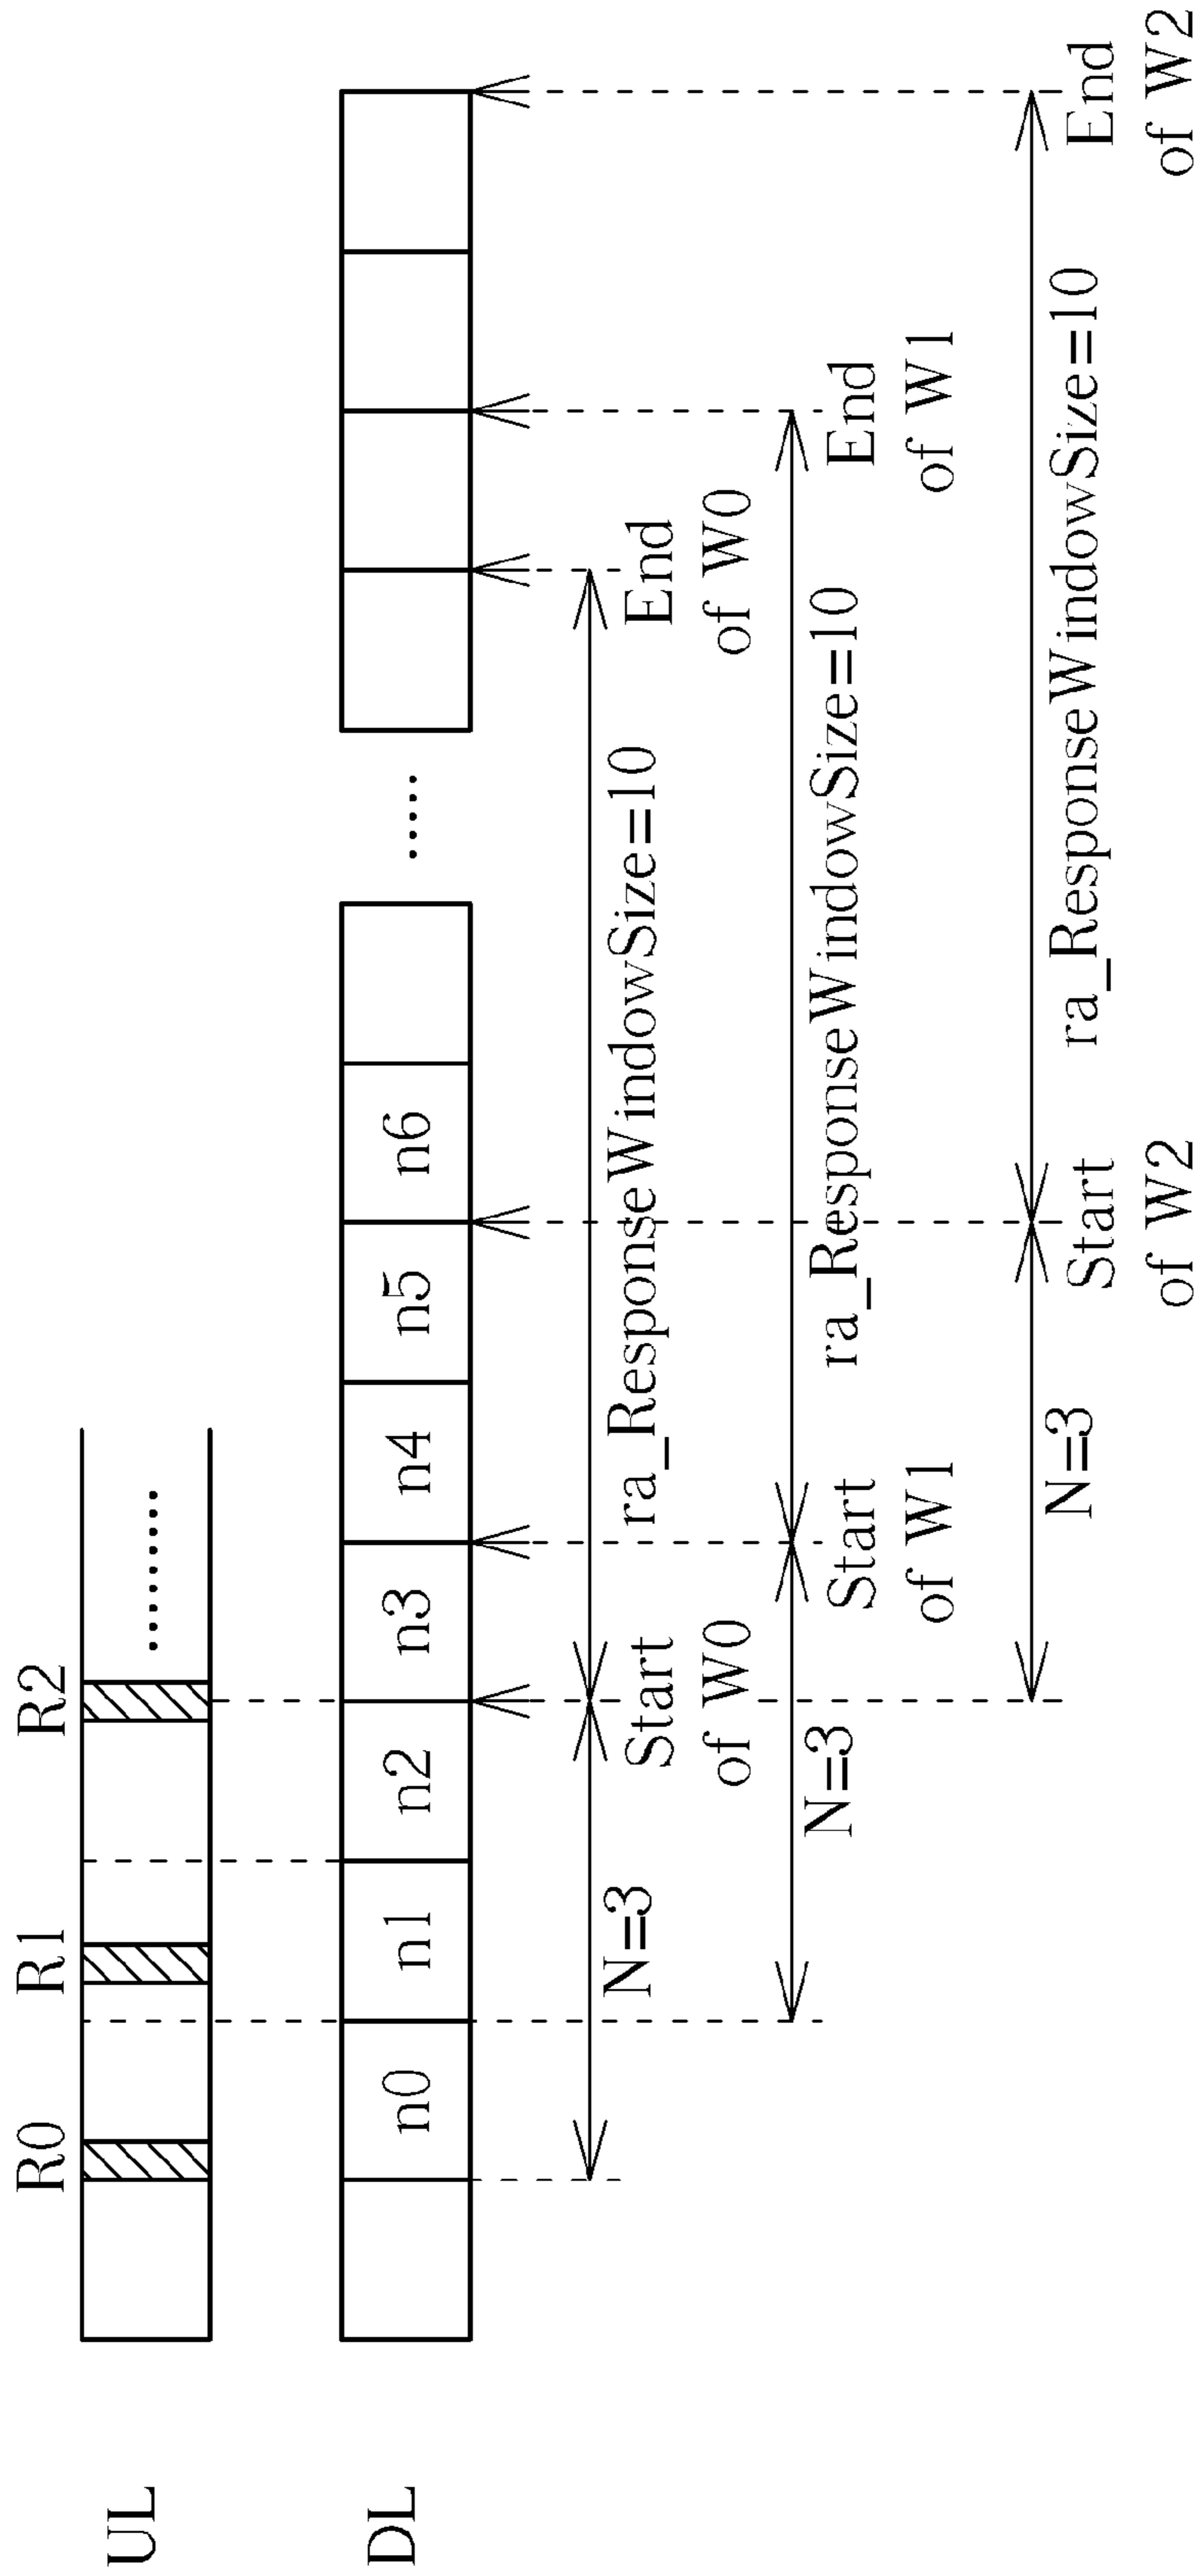 R0 R1 R2
UL ........
DL n0 n1 n2 n3 n4 n5 n6 .....
N=3 ra_ResponseWindowSize=10
Start
of W0
End
of W0
N=3 ra_ResponseWindowSize=10
Start
of W1
End
of W1
N=3 ra_ResponseWindowSize=10
Start
of W2
End
of W2